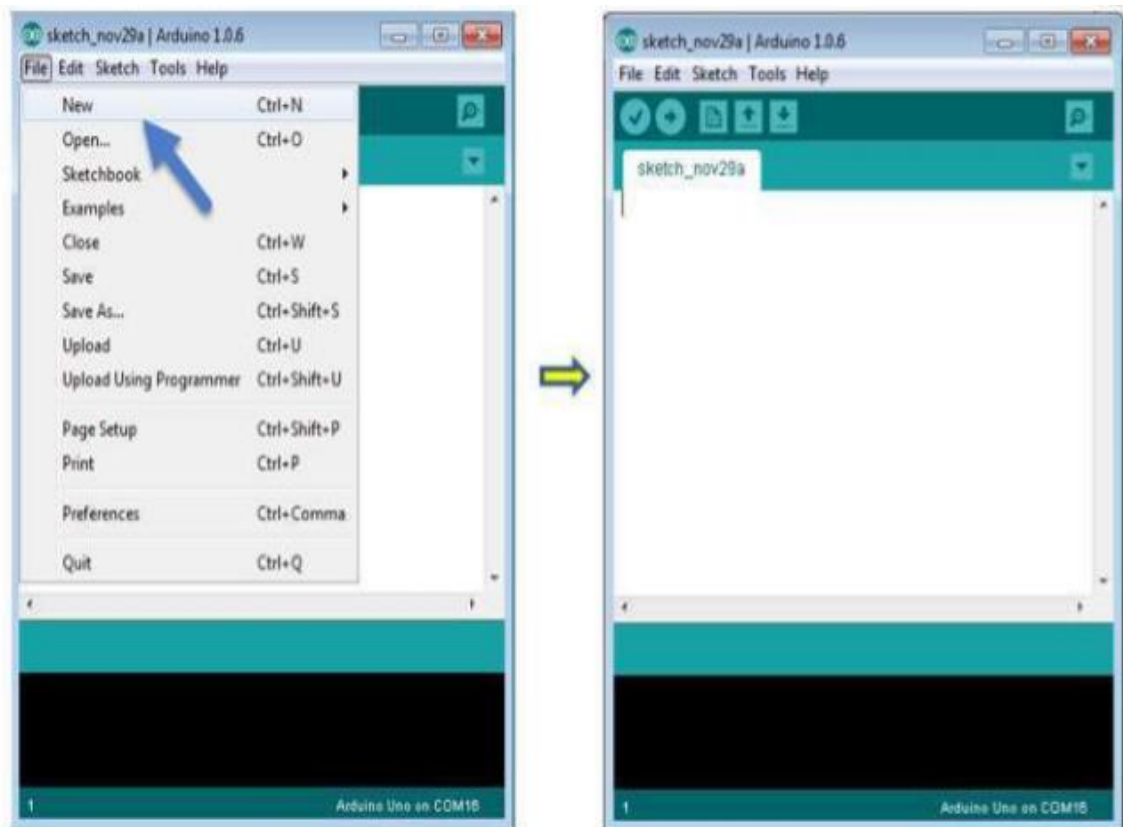 sketch_nov29a | Arduino 1.0.6
File Edit Sketch Tools Help
New Ctrl+N
Open... Ctrl+O
Sketchbook
Examples
Close Ctrl+W
Save Ctrl+S
Save As... Ctrl+Shift+S
Upload Ctrl+U
Upload Using Programmer Ctrl+Shift+U
Page Setup Ctrl+Shift+P
Print Ctrl+P
Preferences Ctrl+Comma
Quit Ctrl+Q
1 Arduino Uno on COM16
sketch_nov29a | Arduino 1.0.6
File Edit Sketch Tools Help
sketch_nov29a
1 Arduino Uno on COM16